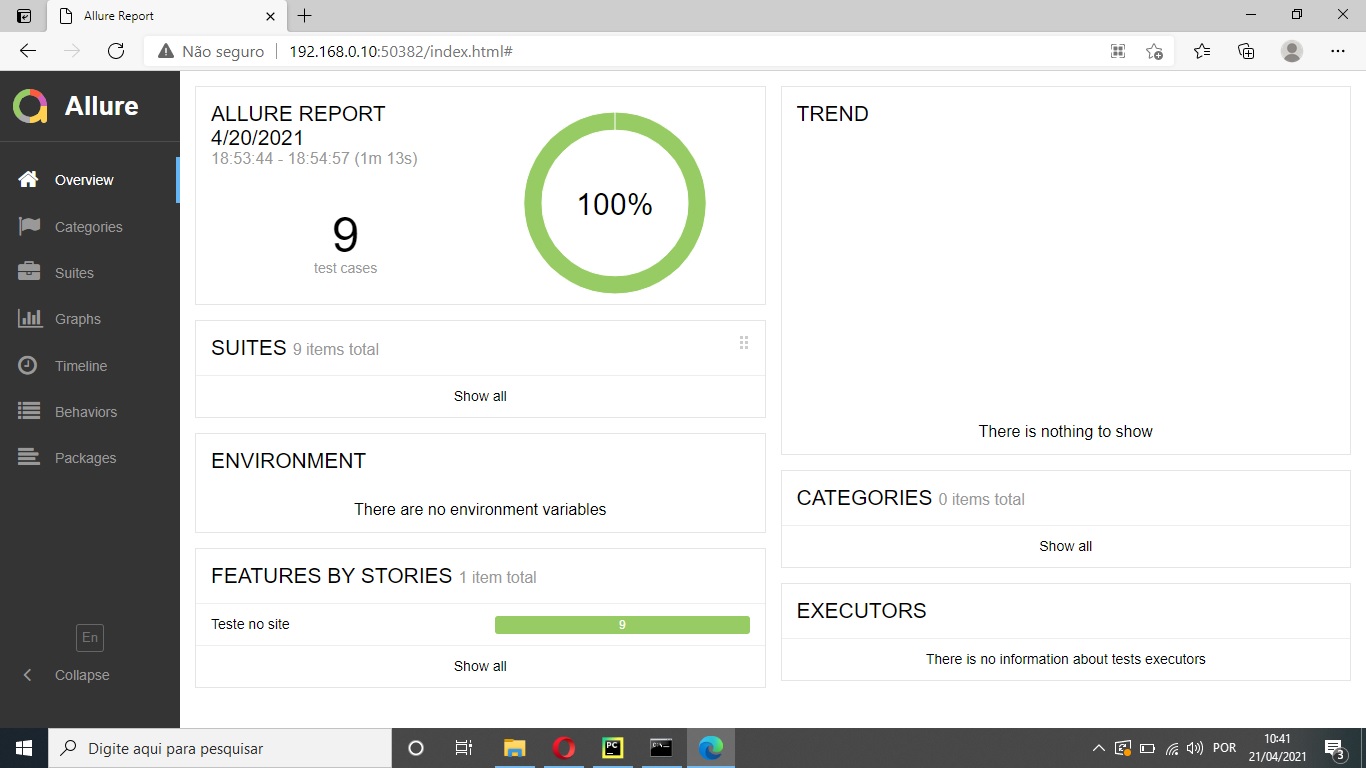 Allure Report
Não seguro
192.168.0.10:50382/index.html#
Allure
Overview
Categories
Suites
Graphs
Timeline
Behaviors
Packages
En
Collapse
ALLURE REPORT
4/20/2021
18:53:44 - 18:54:57 (1m 13s)
9
test cases
100%
SUITES 9 items total
Show all
ENVIRONMENT
There are no environment variables
FEATURES BY STORIES 1 item total
Teste no site
9
Show all
TREND
There is nothing to show
CATEGORIES 0 items total
Show all
EXECUTORS
There is no information about tests executors
Digite aqui para pesquisar
PC
POR
10:41
21/04/2021
3